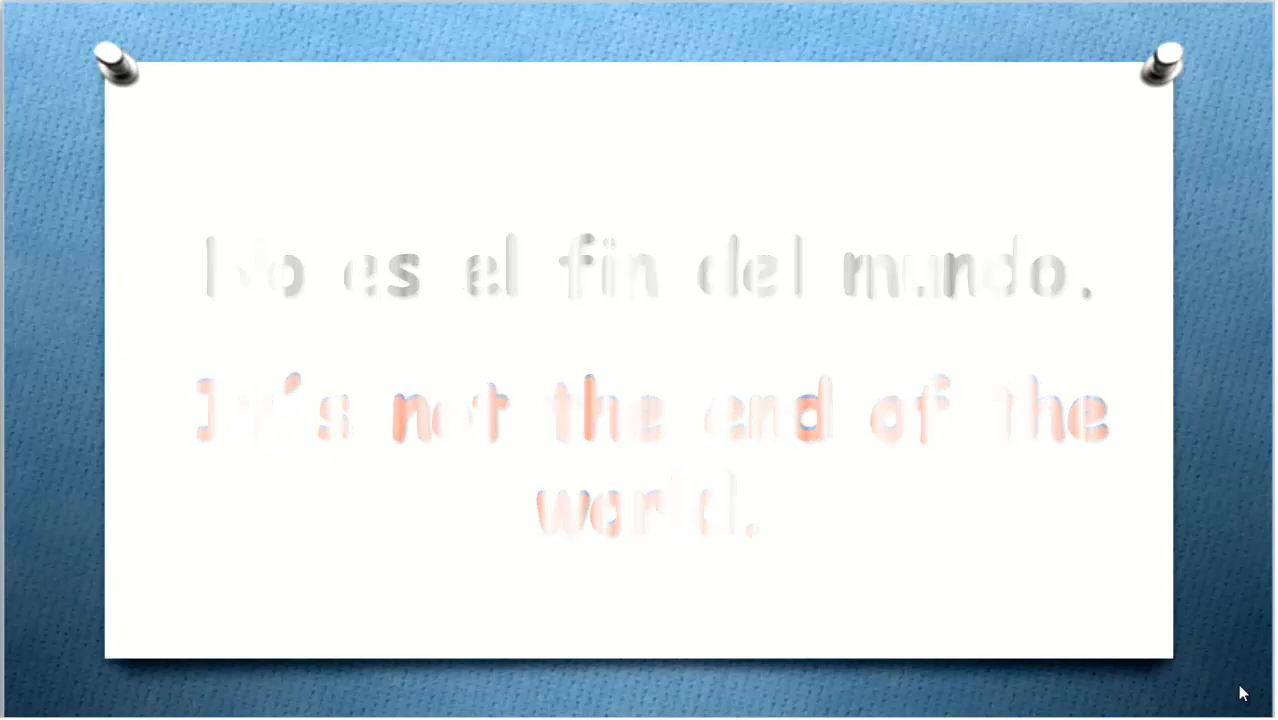 No es el fin del mundo.
It´s not the end of the
world.